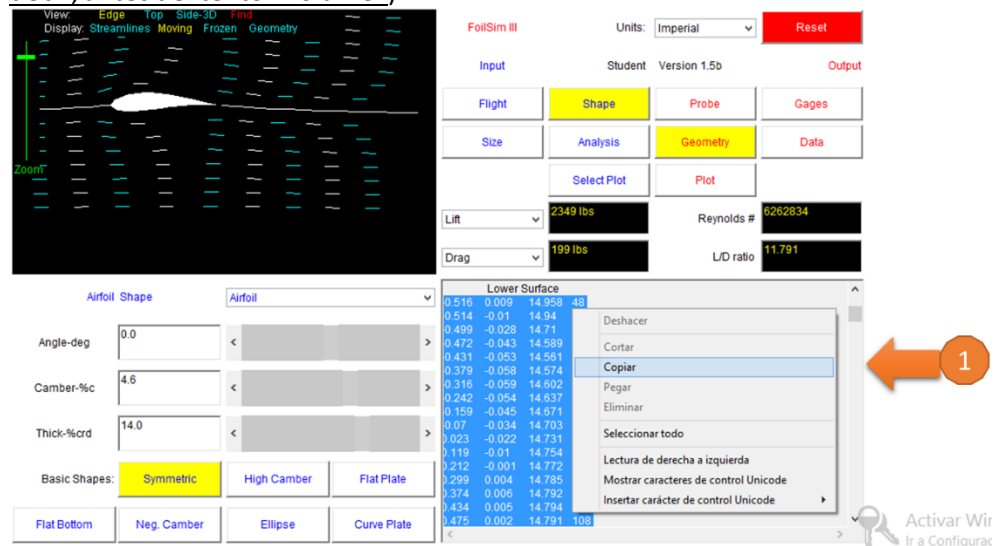 View: Edge Top Side-3D Find
Display: Streamlines Moving Frozen Geometry
Zoom
FoilSim III Units: Imperial Reset
Input Student Version 1.5b Output
Flight Shape Probe Gages
Size Analysis Geometry Data
Select Plot Plot
Lift 2349 lbs Reynolds # 6262834
Drag 199 lbs L/D ratio 11.791
Airfoil Shape Airfoil
Angle-deg 0.0
Camber-%c 4.6
Thick-%crd 14.0
Basic Shapes: Symmetric High Camber Flat Plate
Flat Bottom Neg. Camber Ellipse Curve Plate
Lower Surface
0.516 0.009 14.958 48
0.514 -0.01 14.94
0.499 -0.028 14.71
0.472 -0.043 14.589
0.431 -0.053 14.561
0.379 -0.058 14.574
0.316 -0.059 14.602
0.242 -0.054 14.637
0.159 -0.045 14.671
0.07 -0.034 14.703
0.023 -0.022 14.731
0.119 -0.01 14.754
0.212 -0.001 14.772
0.299 0.004 14.785
0.374 0.006 14.792
0.434 0.005 14.794
0.475 0.002 14.791 108
Deshacer
Cortar
Copiar
Pegar
Eliminar
Seleccionar todo
Lectura de derecha a izquierda
Mostrar caracteres de control Unicode
Insertar carácter de control Unicode
1
Activar Win
Ir a Configurac